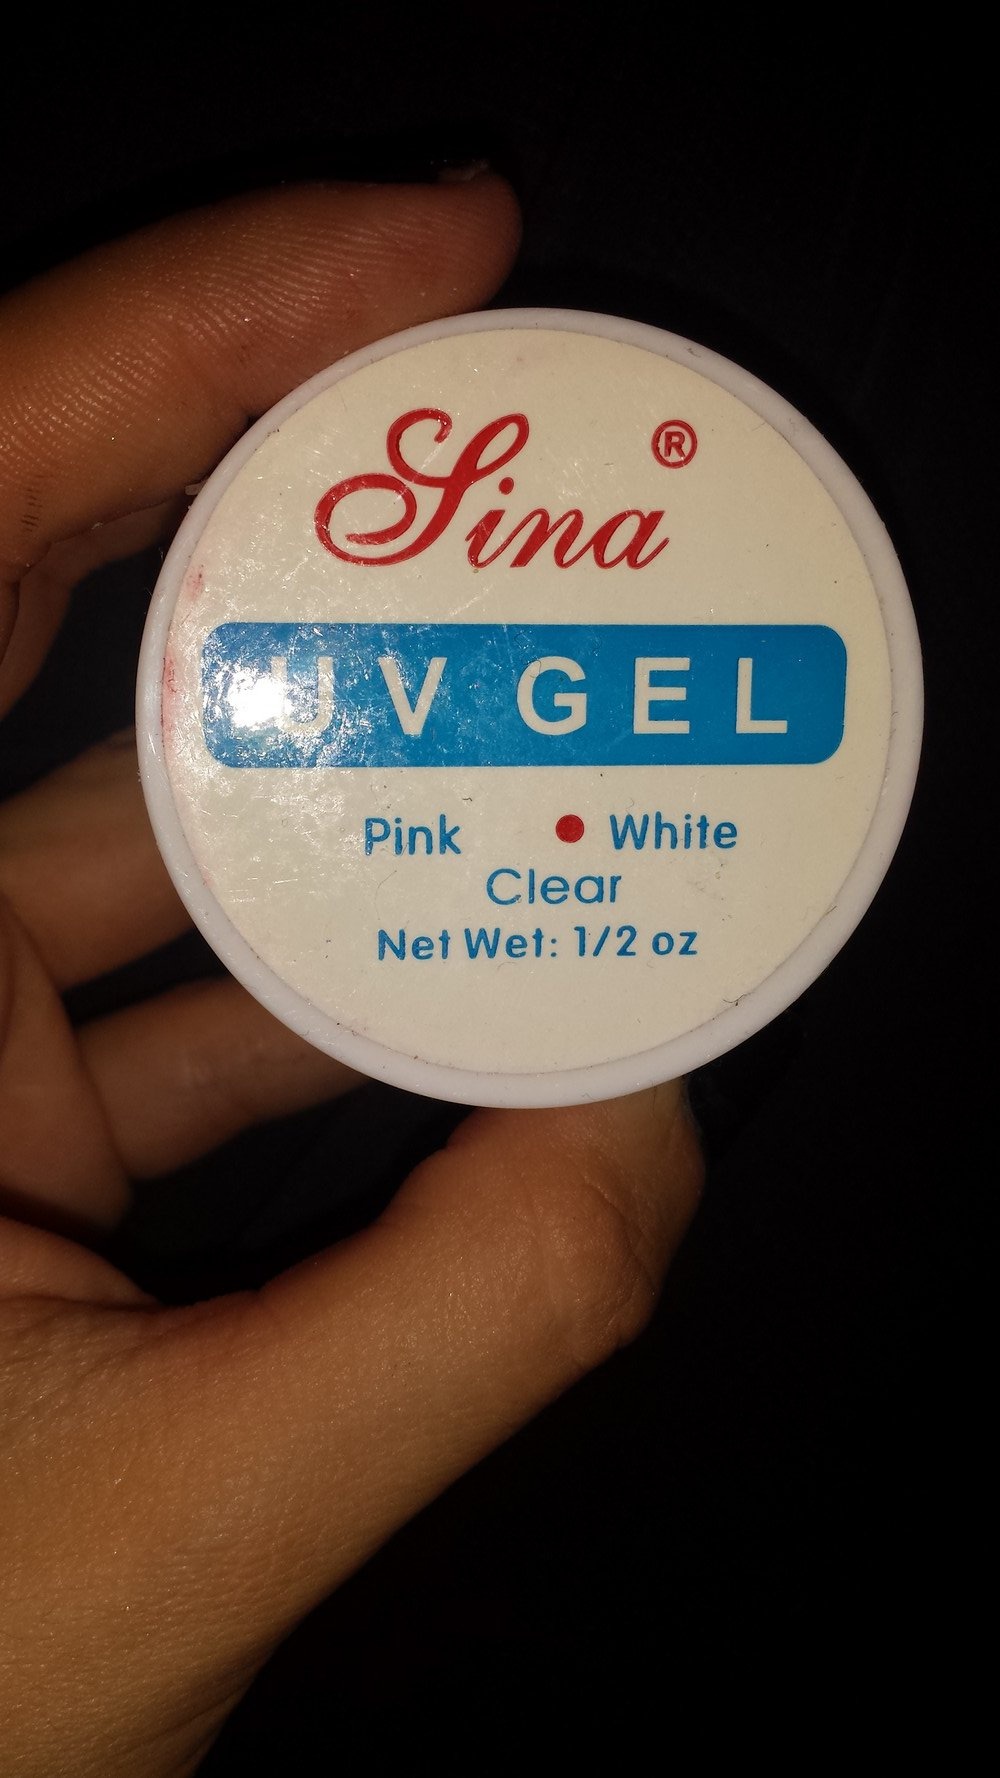 Sina ®
UV GEL
Pink • White
Clear
Net Wet: 1/2 oz